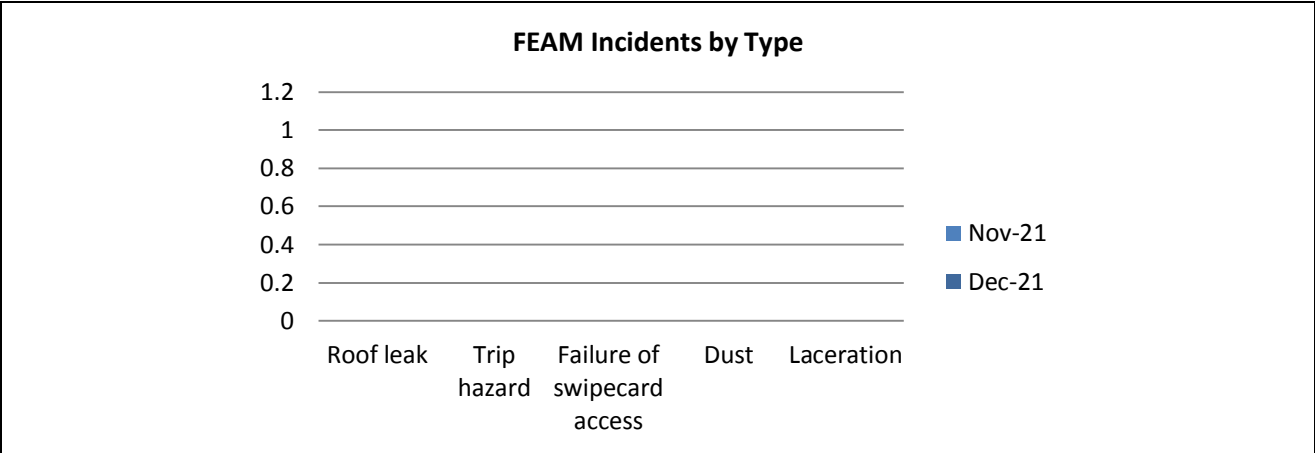 FEAM Incidents by Type
1.2
1
0.8
0.6
0.4
0.2
0
Nov-21
Dec-21
Roof leak Trip Failure of Dust Laceration
hazard swipecard
access